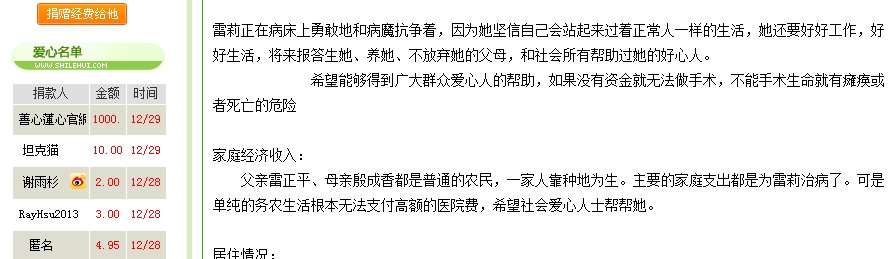 捐赠经费给他
爱心名单
WWW.SHILEHUI.COM
捐款人 金额 时间
善心莲心官網 1000. 12/29
坦克猫 10.00 12/29
谢雨杉 2.00 12/28
RayHsu2013 3.00 12/28
匿名 4.95 12/28
雷莉正在病床上勇敢地和病魔抗争着，因为她坚信自己会站起来过着正常人一样的生活，她还要好好工作，好
好生活，将来报答生她、养她、不放弃她的父母，和社会所有帮助过她的好心人。
希望能够得到广大群众爱心人的帮助，如果没有资金就无法做手术，不能手术生命就有瘫痪或
者死亡的危险
家庭经济收入：
父亲雷正平、母亲殷成香都是普通的农民，一家人靠种地为生。主要的家庭支出都是为雷莉治病了。可是
单纯的务农生活根本无法支付高额的医院费，希望社会爱心人士帮帮她。
居住情况：